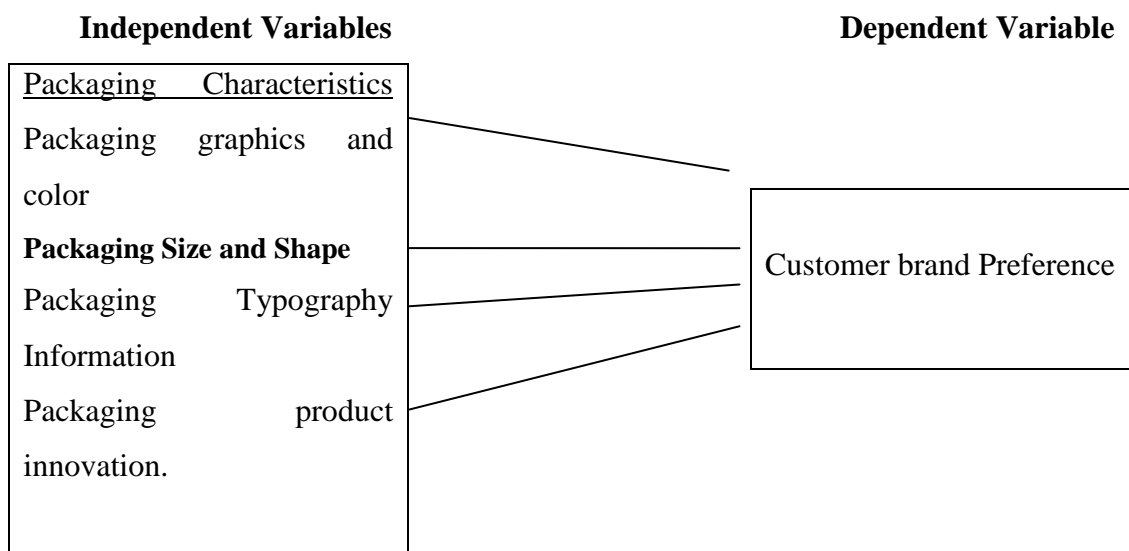 Independent Variables
Dependent Variable
Packaging Characteristics
Packaging graphics and
color
Packaging Size and Shape
Packaging Typography
Information
Packaging product
innovation.
Customer brand Preference